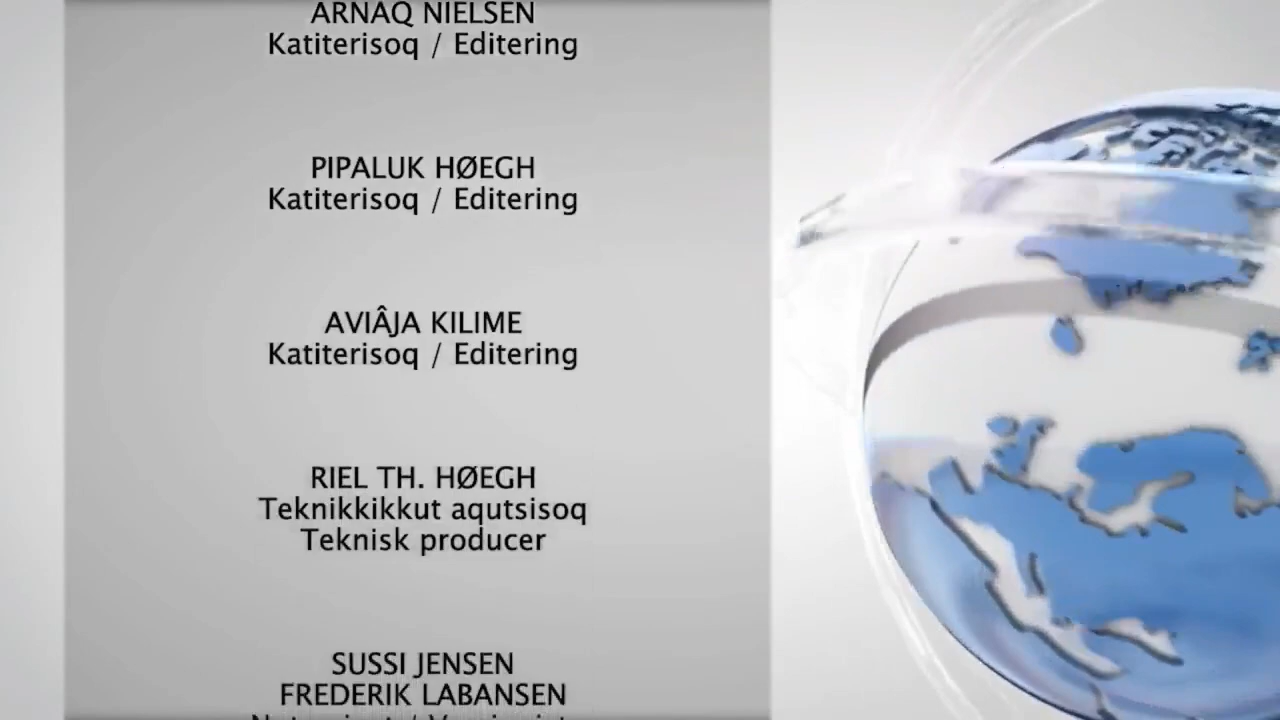 ARNAQ NIELSEN
Katiterisoq / Editering
PIPALUK HØEGH
Katiterisoq / Editering
AVIÂJA KILIME
Katiterisoq / Editering
RIEL TH. HØEGH
Teknikkikkut aqutsisoq
Teknisk producer
SUSSI JENSEN
FREDERIK LABANSEN